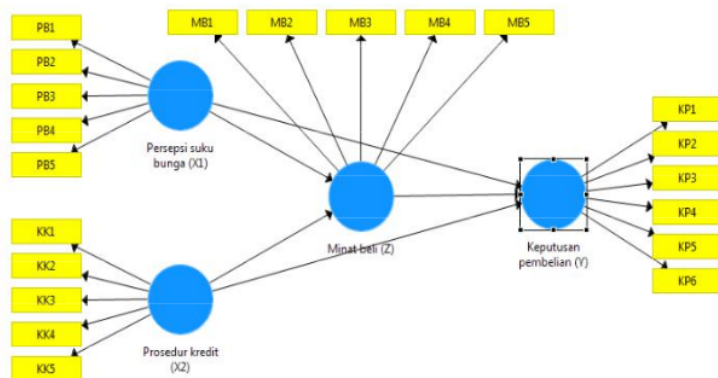 PB1
PB2
PB3
PB4
PB5
MB1
MB2
MB3
MB4
MB5
Persepsi suku
bunga (X1)
KP1
KP2
KP3
KP4
KP5
KP6
Minat beli (Z)
Keputusan
pembelian (Y)
KK1
KK2
KK3
KK4
KK5
Prosedur kredit
(X2)